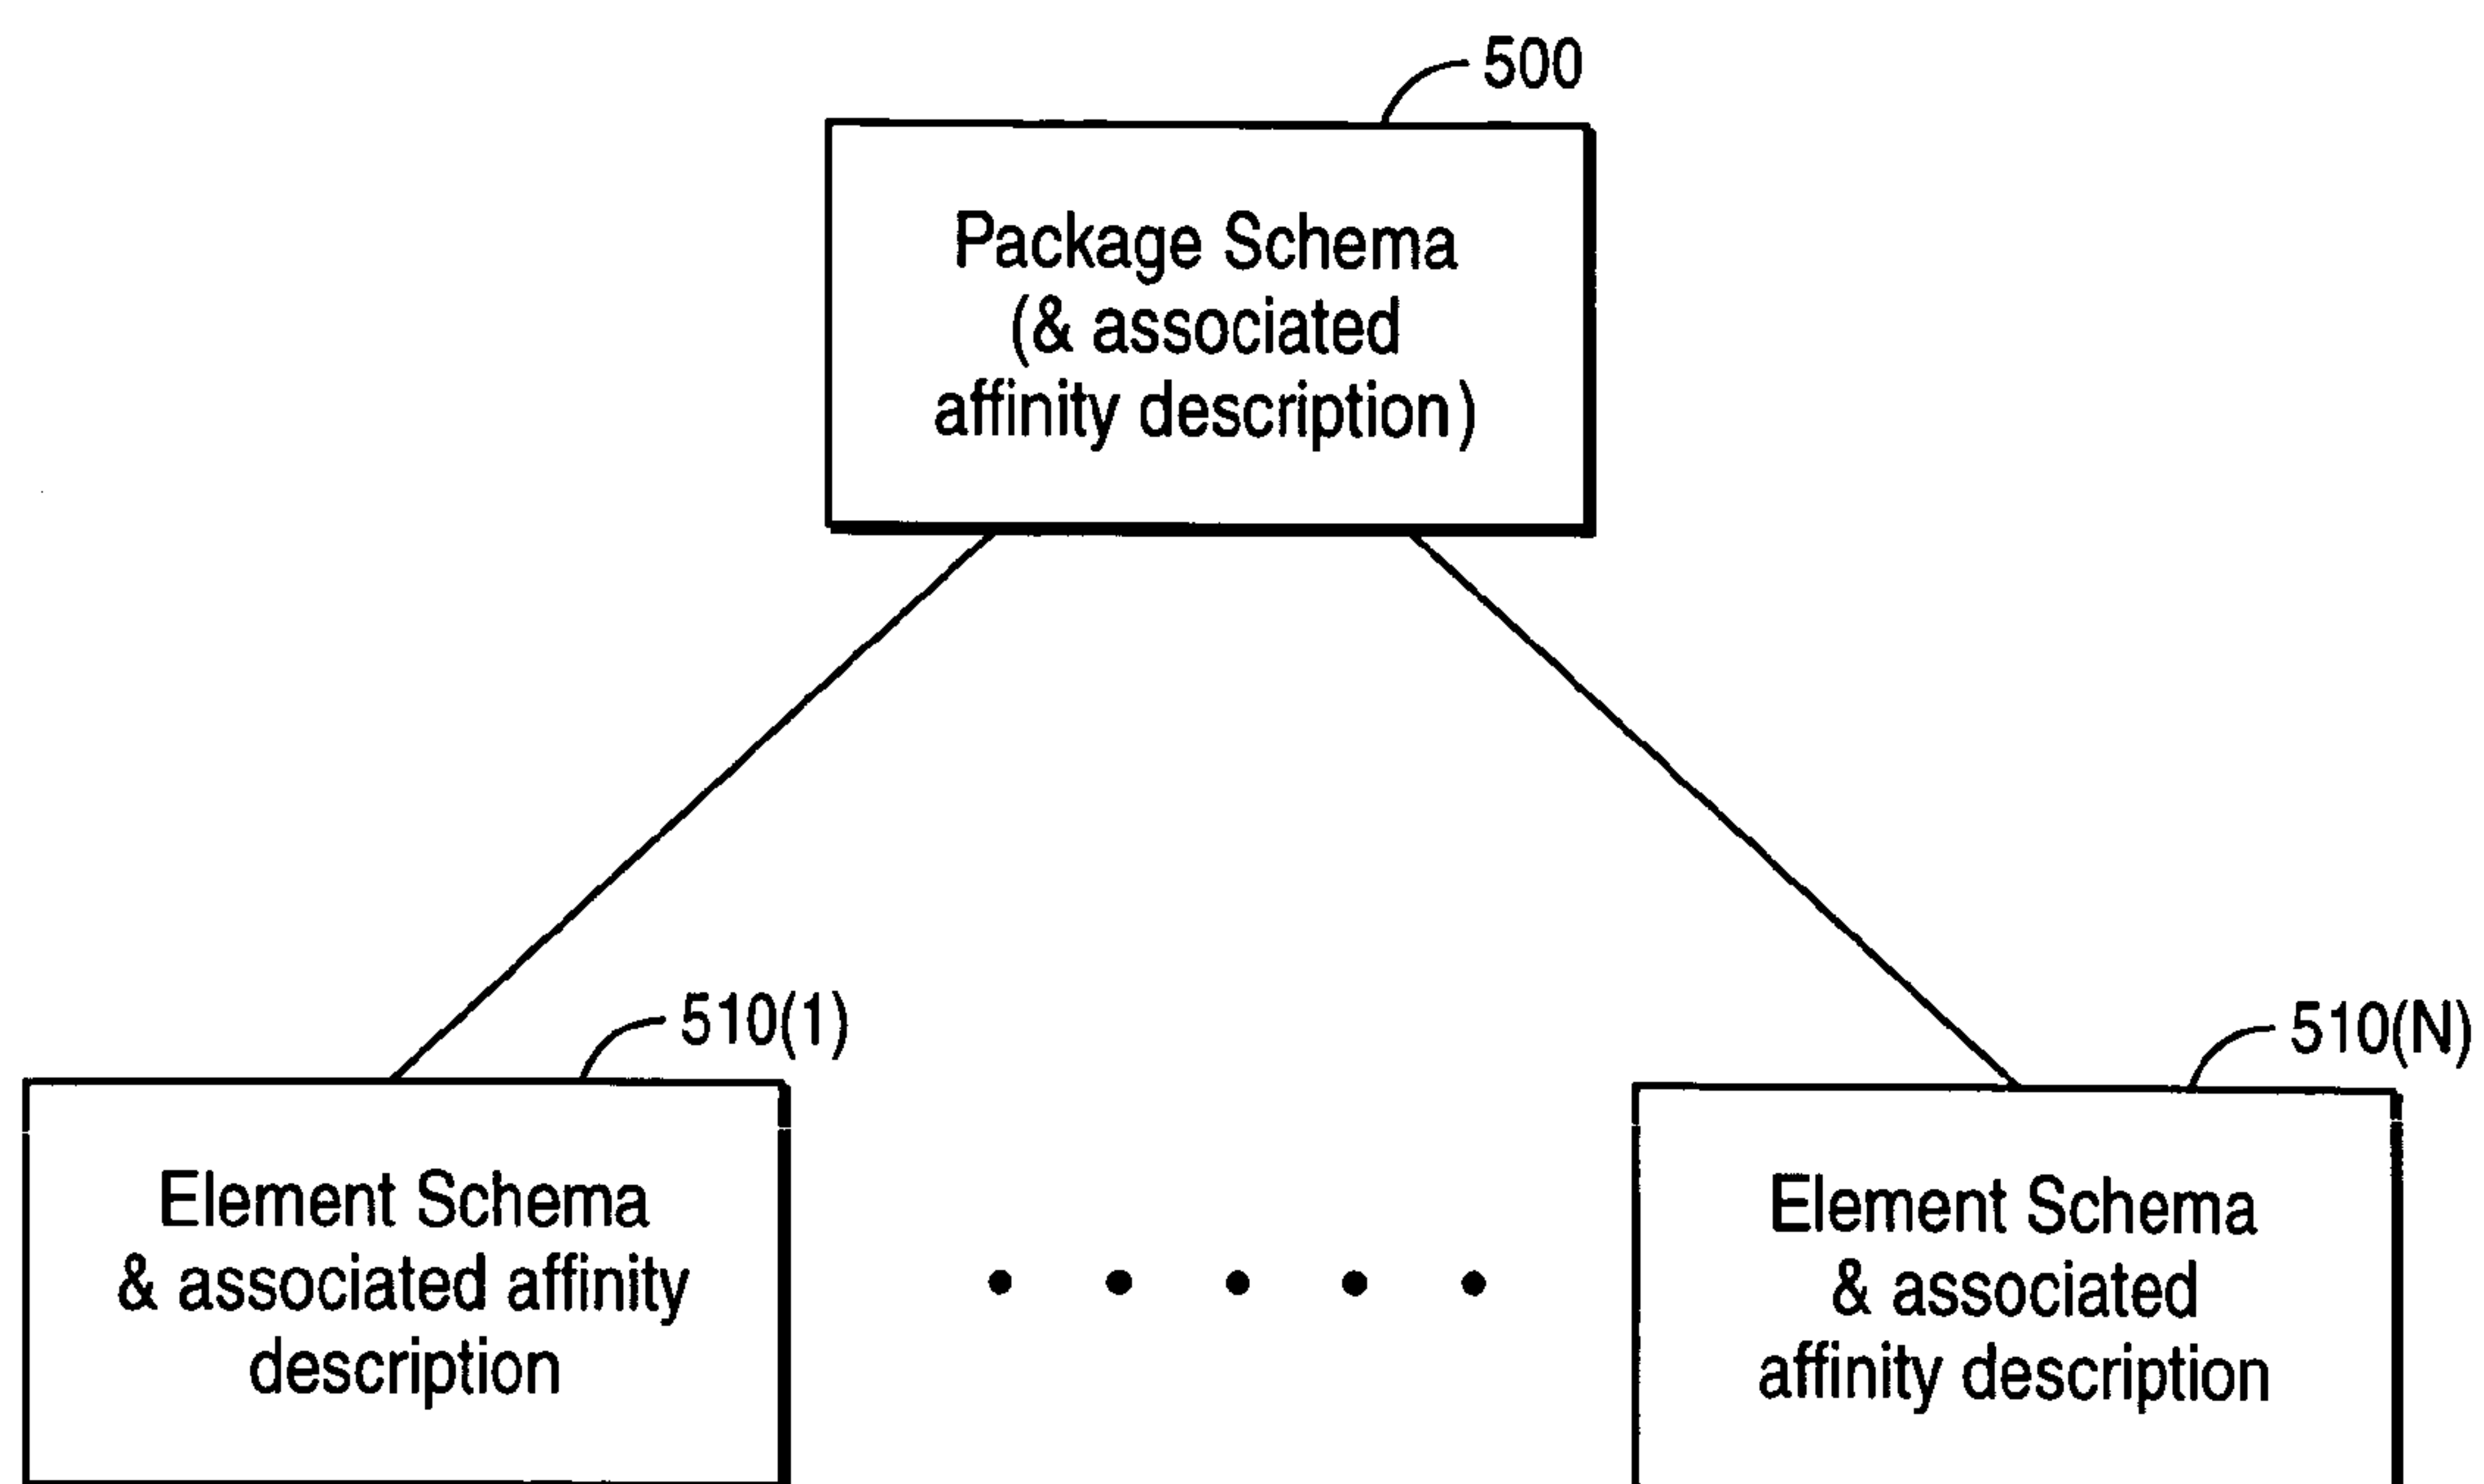 500
Package Schema
(& associated
affinity description)
510(1)
510(N)
Element Schema
& associated affinity
description
Element Schema
& associated
affinity description